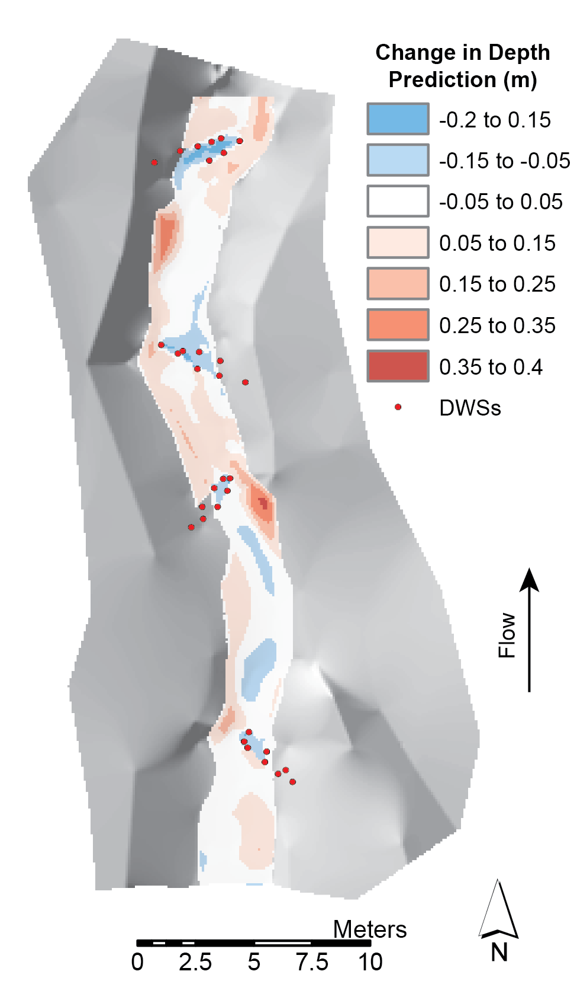 Change in Depth
Prediction (m)
-0.2 to 0.15
-0.15 to -0.05
-0.05 to 0.05
0.05 to 0.15
0.15 to 0.25
0.25 to 0.35
0.35 to 0.4
DWSs
Flow
Meters
0 2.5 5 7.5 10
N